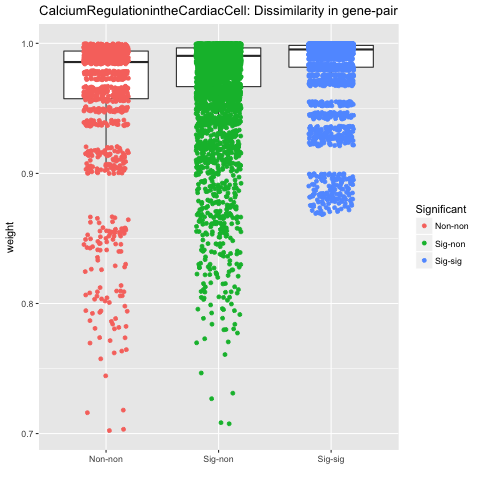 CalciumRegulationintheCardiacCell: Dissimilarity in gene-pair
1.0
0.9
0.8
0.7
weight
Non-non
Sig-non
Sig-sig
Significant
Non-non
Sig-non
Sig-sig